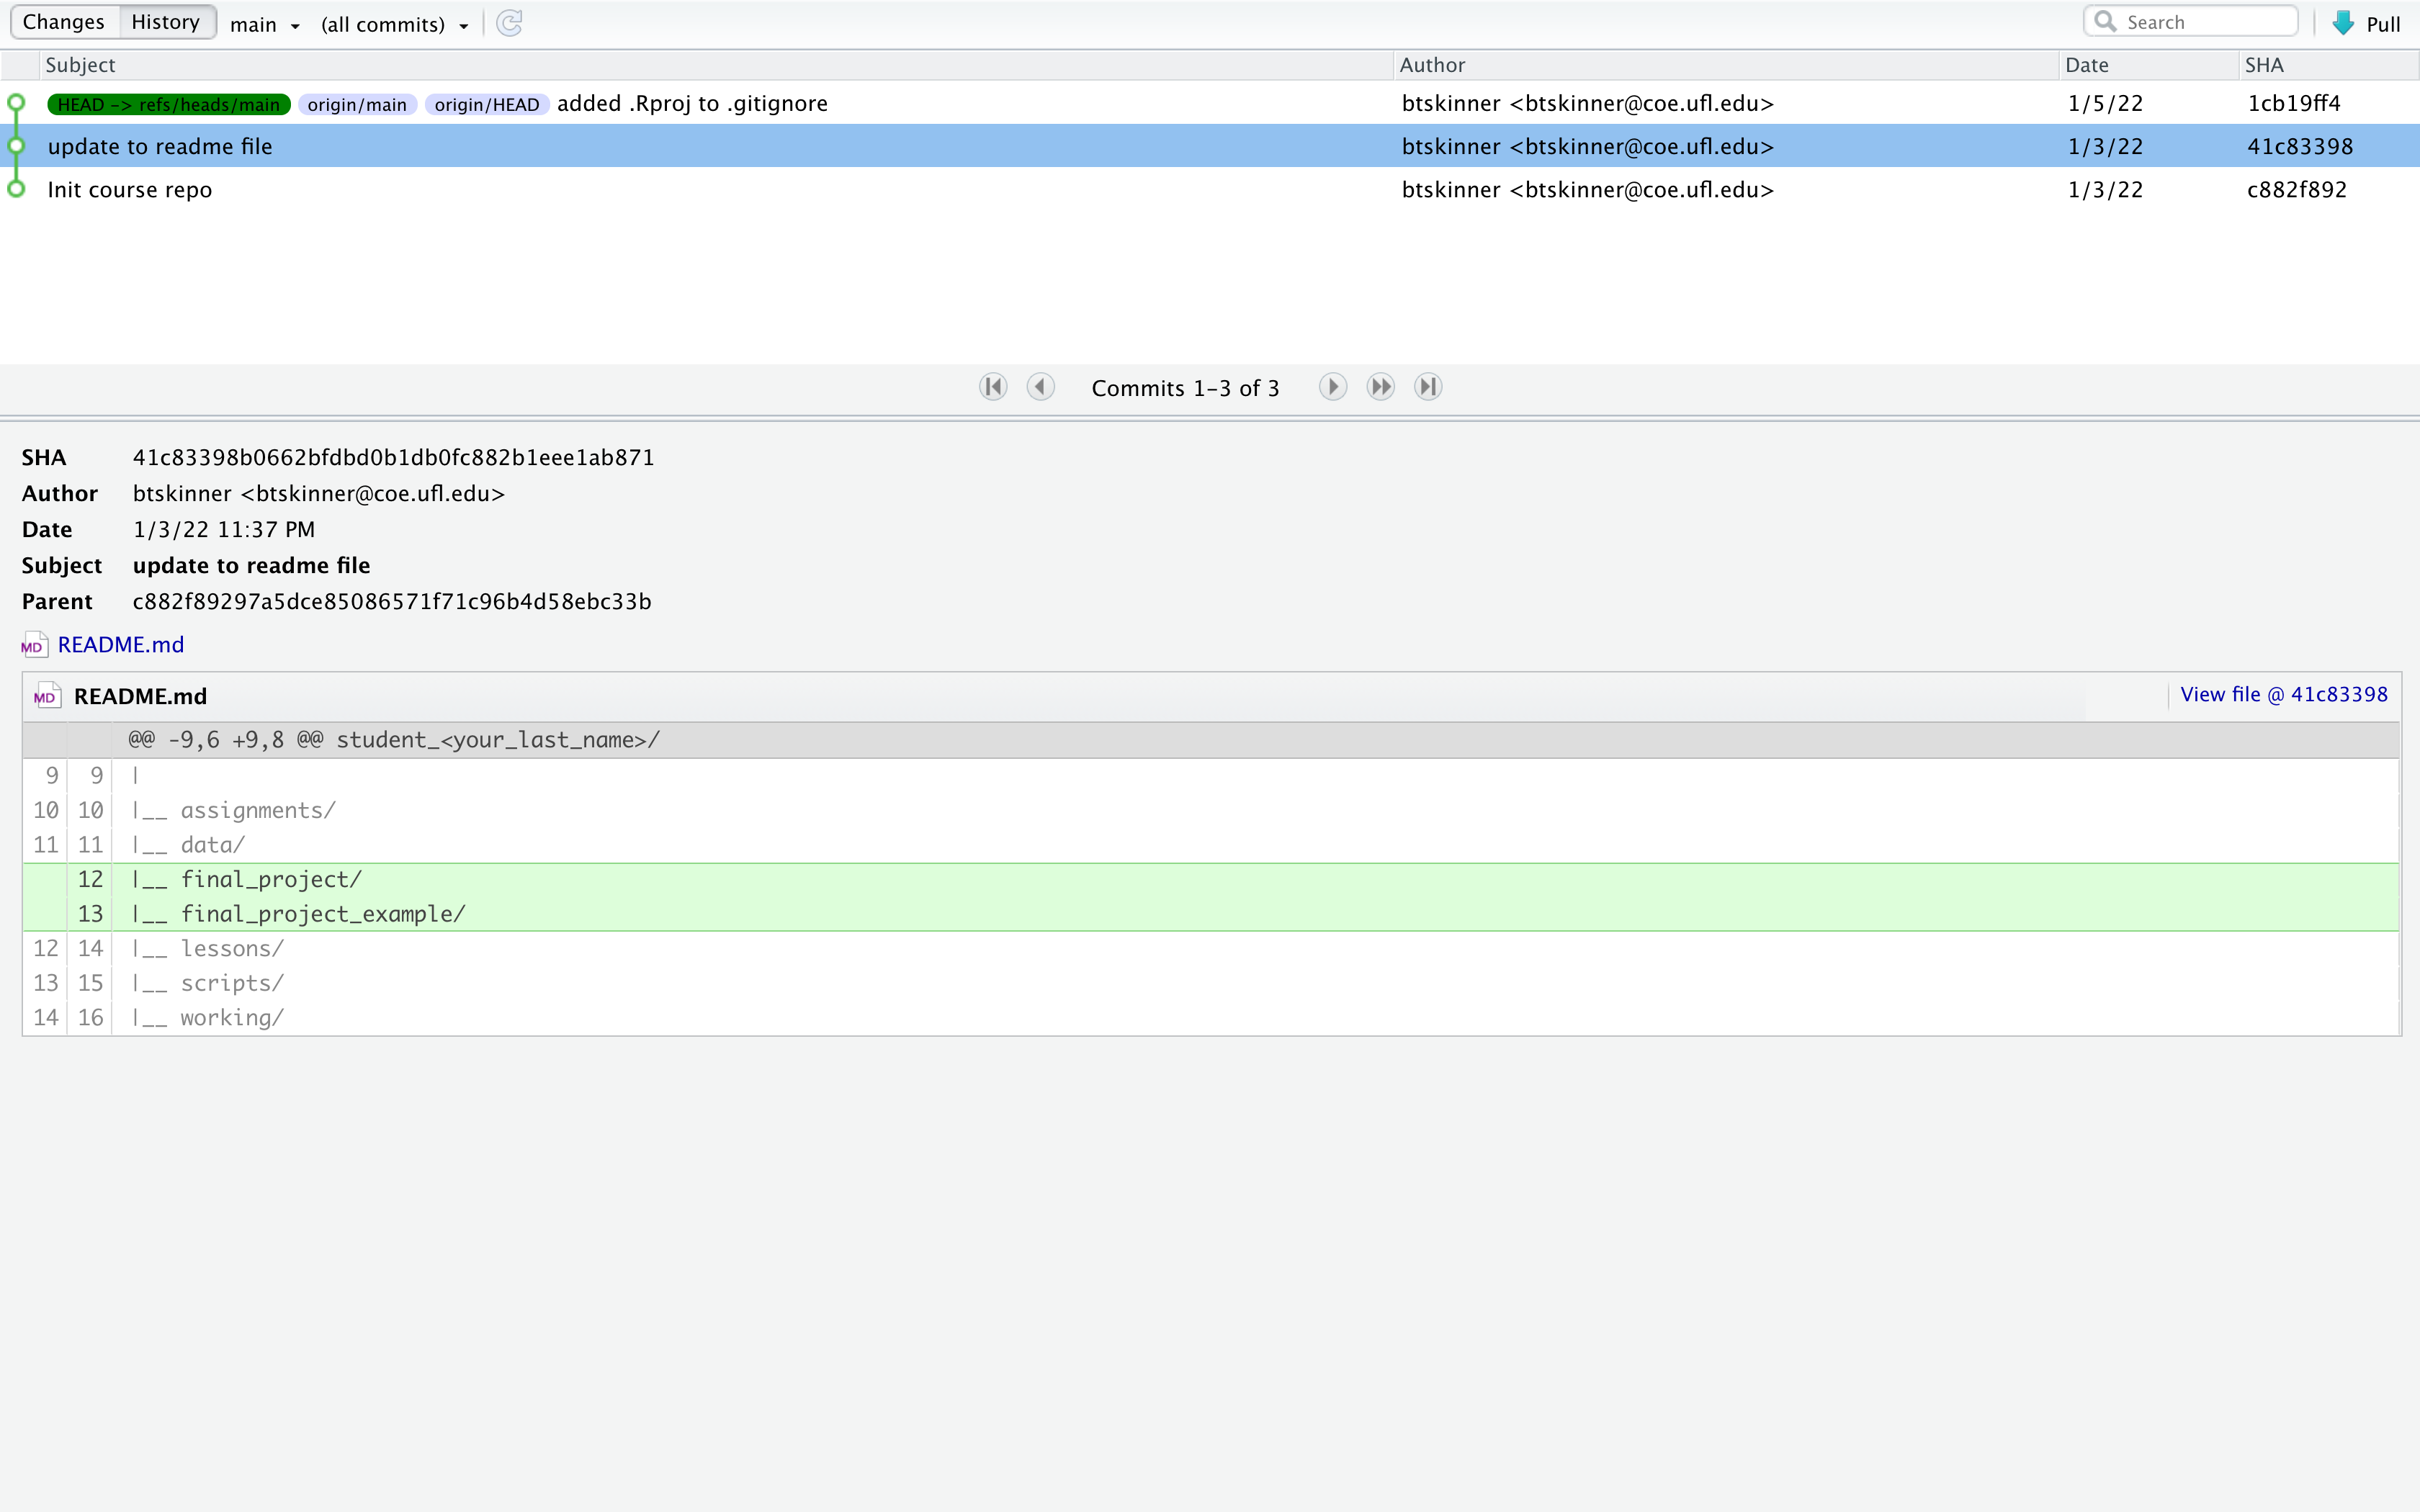 Changes History main (all commits) Search Pull
Subject Author Date SHA
HEAD -> refs/heads/main origin/main origin/HEAD added .Rproj to .gitignore btskinner <btskinner@coe.ufl.edu> 1/5/22 1cb19ff4
update to readme file btskinner <btskinner@coe.ufl.edu> 1/3/22 41c83398
Init course repo btskinner <btskinner@coe.ufl.edu> 1/3/22 c882f892
Commits 1-3 of 3
SHA 41c83398b0662bfdbd0b1db0fc882b1eee1ab871
Author btskinner <btskinner@coe.ufl.edu>
Date 1/3/22 11:37 PM
Subject update to readme file
Parent c882f89297a5dce85086571f71c96b4d58ebc33b
MD README.md
MD README.md View file @ 41c83398
@@ -9,6 +9,8 @@ student_<your_last_name>/
9 9 |
10 10 |__ assignments/
11 11 |__ data/
12 |__ final_project/
13 |__ final_project_example/
12 14 |__ lessons/
13 15 |__ scripts/
14 16 |__ working/